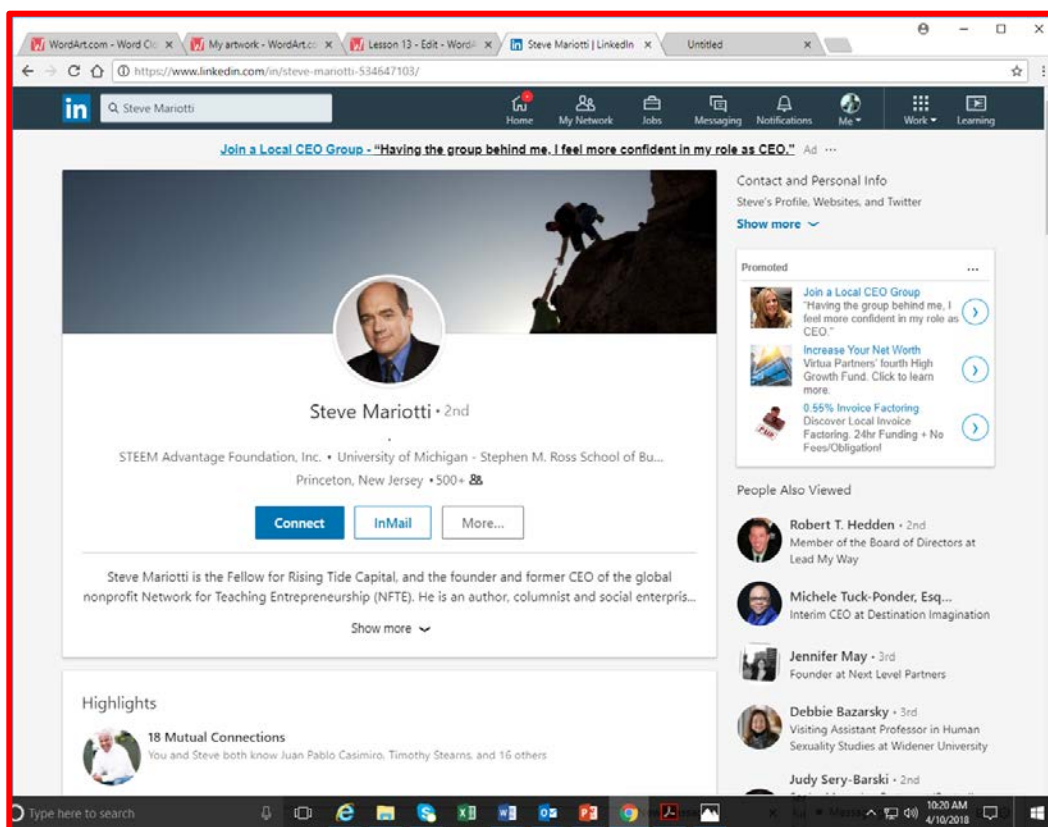 WordArt.com - Word Clo
My artwork - WordArt.co
Lesson 13 - Edit - WordA
Steve Mariotti | LinkedIn
Untitled
https://www.linkedin.com/in/steve-mariotti-534647103/
in
Steve Mariotti
Home
My Network
Jobs
Messaging
Notifications
Me
Work
Learning
Join a Local CEO Group - "Having the group behind me, I feel more confident in my role as CEO." Ad ...
Contact and Personal Info
Steve's Profile, Websites, and Twitter
Show more
Promoted
...
Join a Local CEO Group
"Having the group behind me, I
feel more confident in my role as
CEO."
Increase Your Net Worth
Virtua Partners' fourth High
Growth Fund. Click to learn
more.
0.55% Invoice Factoring
Discover Local Invoice
Factoring. 24hr Funding + No
Fees/Obligation!
Steve Mariotti • 2nd
.
STEEM Advantage Foundation, Inc. • University of Michigan - Stephen M. Ross School of Bu...
Princeton, New Jersey • 500+
Connect
InMail
More...
Steve Mariotti is the Fellow for Rising Tide Capital, and the founder and former CEO of the global
nonprofit Network for Teaching Entrepreneurship (NFTE). He is an author, columnist and social enterpris...
Show more
People Also Viewed
Robert T. Hedden • 2nd
Member of the Board of Directors at
Lead My Way
Michele Tuck-Ponder, Esq...
Interim CEO at Destination Imagination
Jennifer May • 3rd
Founder at Next Level Partners
Debbie Bazarsky • 3rd
Visiting Assistant Professor in Human
Sexuality Studies at Widener University
Judy Sery-Barski • 2nd
Highlights
18 Mutual Connections
You and Steve both know Juan Pablo Casimiro, Timothy Stearns, and 16 others
Type here to search
10:20 AM
4/10/2018